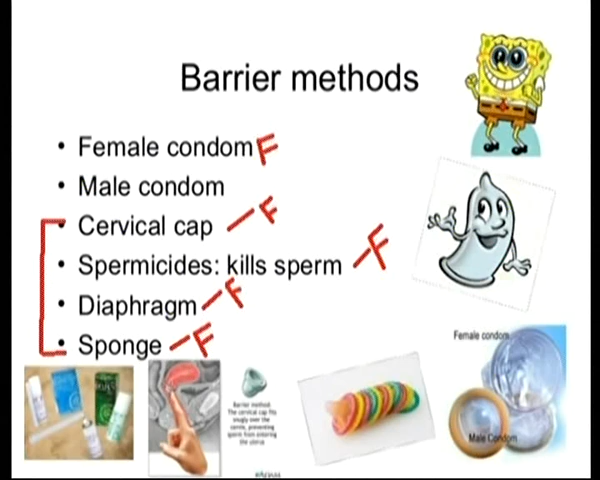 Barrier methods
• Female condom F
• Male condom
• Cervical cap – F
• Spermicides: kills sperm – F
• Diaphragm – F
• Sponge – F
Female condom
Male Condom
Barrier method
The cervical cap fits
snugly over the
cervix, preventing
sperm from entering
the uterus